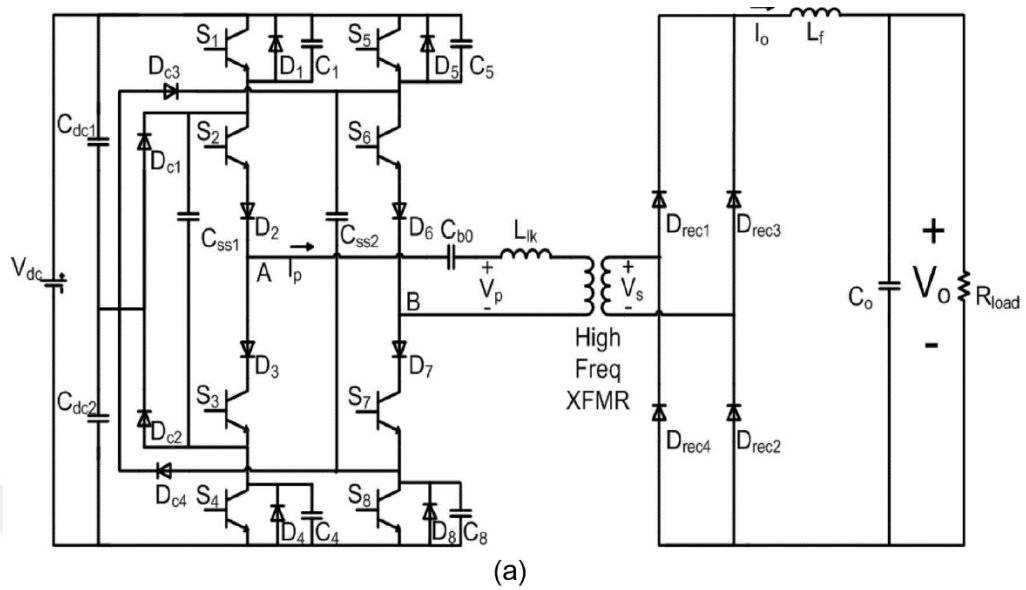 S1
D1
C1
S5
D5
C5
Io
Lf
Dc3
Cdc1
Dc1
S2
S6
Css1
D2
Css2
D6
Cb0
Llk
Drec1
Drec3
Vdc
A
Ip
B
+
Vp
-
+
Vs
-
Co
+
Vo
-
Rload
High
Freq
XFMR
D3
D7
Cdc2
Dc2
S3
S7
Drec4
Drec2
Dc4
S4
D4
C4
S8
D8
C8
(a)